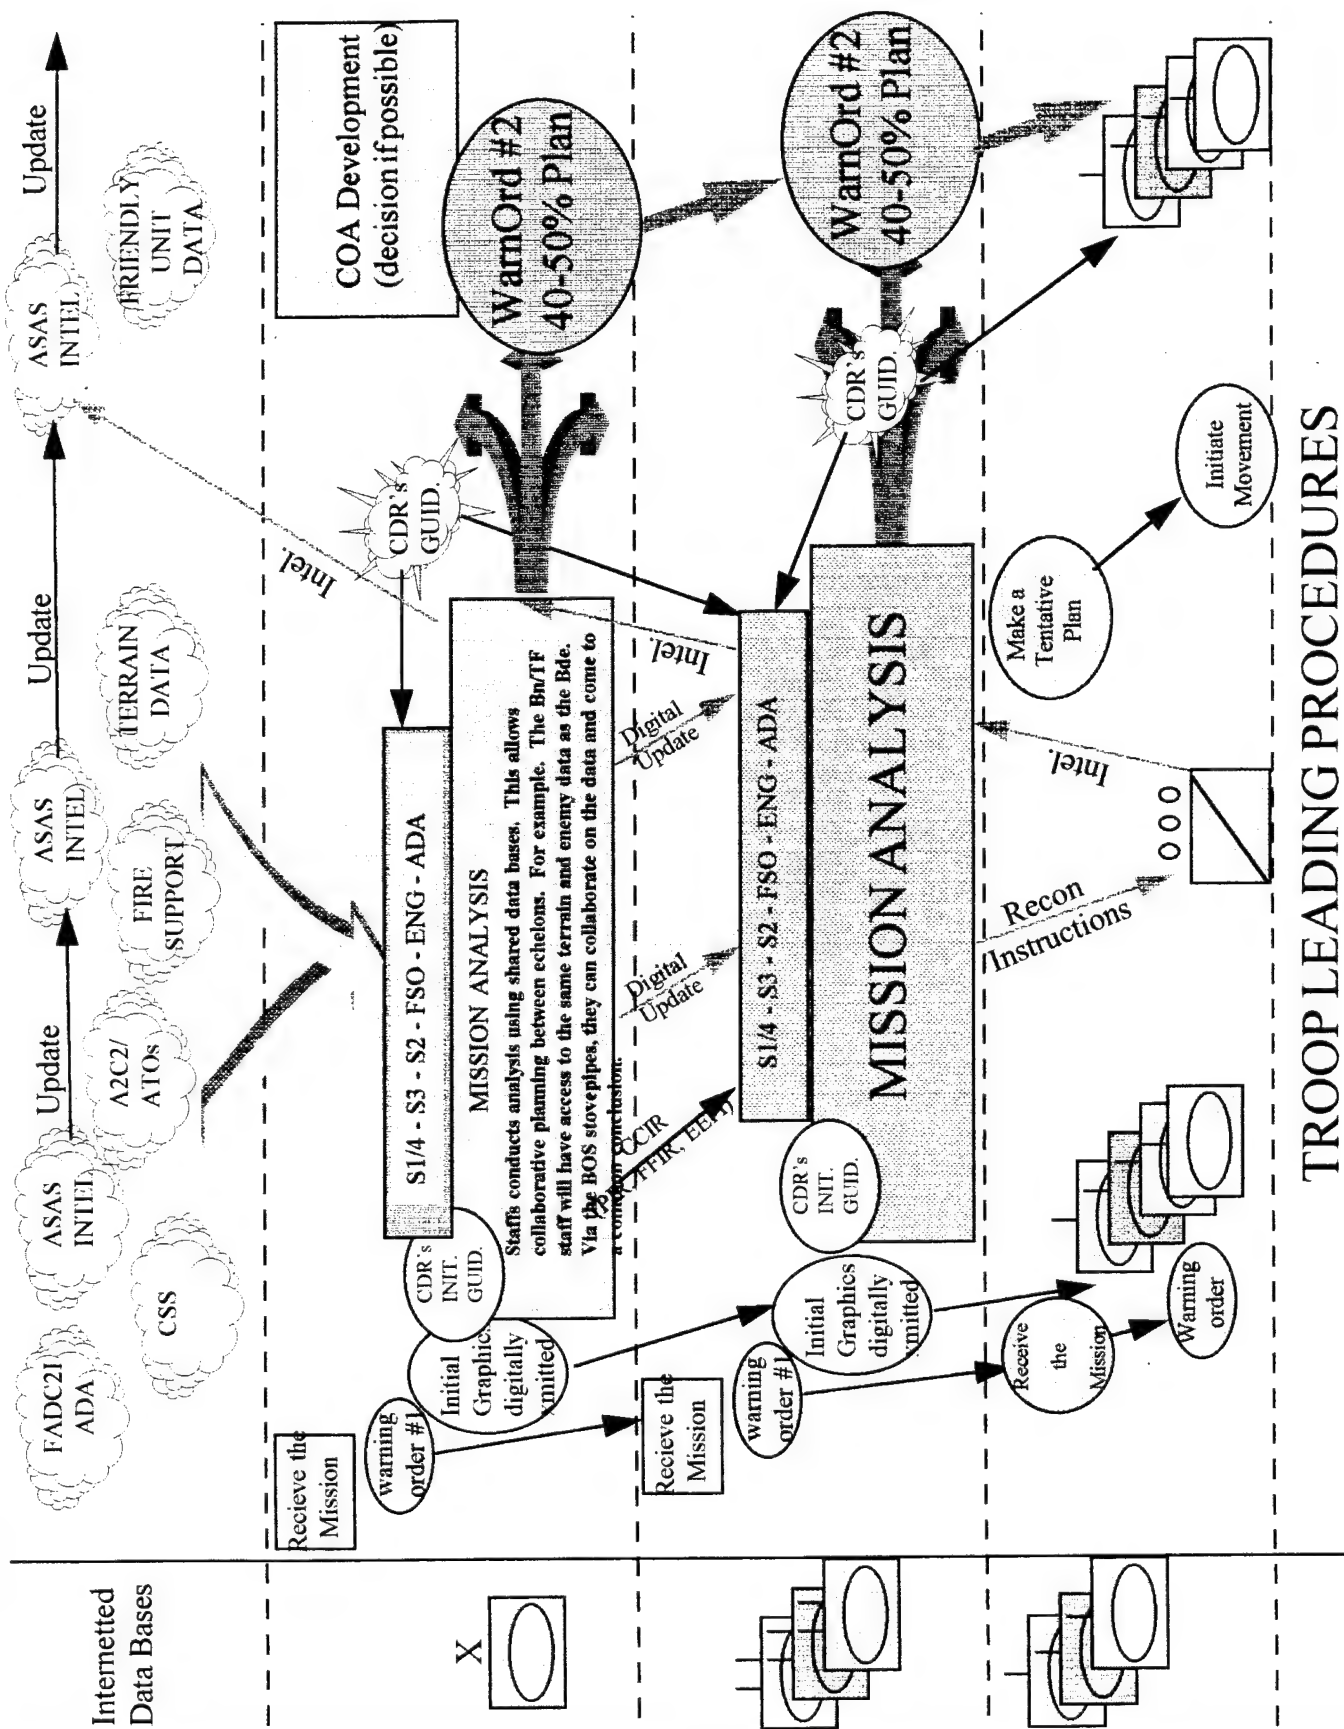 Internetted
Data Bases
FADC2I
ADA
CSS
ASAS
INTEL
Update
A2C2/
ATOs
FIRE
SUPPORT
ASAS
INTEL
Update
TERRAIN
DATA
ASAS
INTEL
Update
FRIENDLY
UNIT
DATA
X
Recieve the
Mission
warning
order #1
Initial
Graphics
digitally
xmitted
CDR's
INIT.
GUID.
S1/4 - S3 - S2 - FSO - ENG - ADA
MISSION ANALYSIS
Staffs conducts analysis using shared data bases. This allows
collaborative planning between echelons. For example. The Bn/TF
staff will have access to the same terrain and enemy data as the Bde.
Via the BOS stovepipes, they can collaborate on the data and come to
a common conclusion.
CDR's
GUID.
Intel.
COA Development
(decision if possible)
WarnOrd #2
40-50% Plan
CCIR
FFIR, EEFI)
Digital
Update
Digital
Update
Intel.
Recieve the
Mission
warning
order #1
Initial
Graphics
digitally
xmitted
CDR's
INIT.
GUID.
S1/4 - S3 - S2 - FSO - ENG - ADA
MISSION ANALYSIS
CDR's
GUID.
WarnOrd #2
40-50% Plan
Receive
the
Mission
Warning
order
Recon
Instructions
Intel.
Make a
Tentative
Plan
Initiate
Movement
TROOP LEADING PROCEDURES